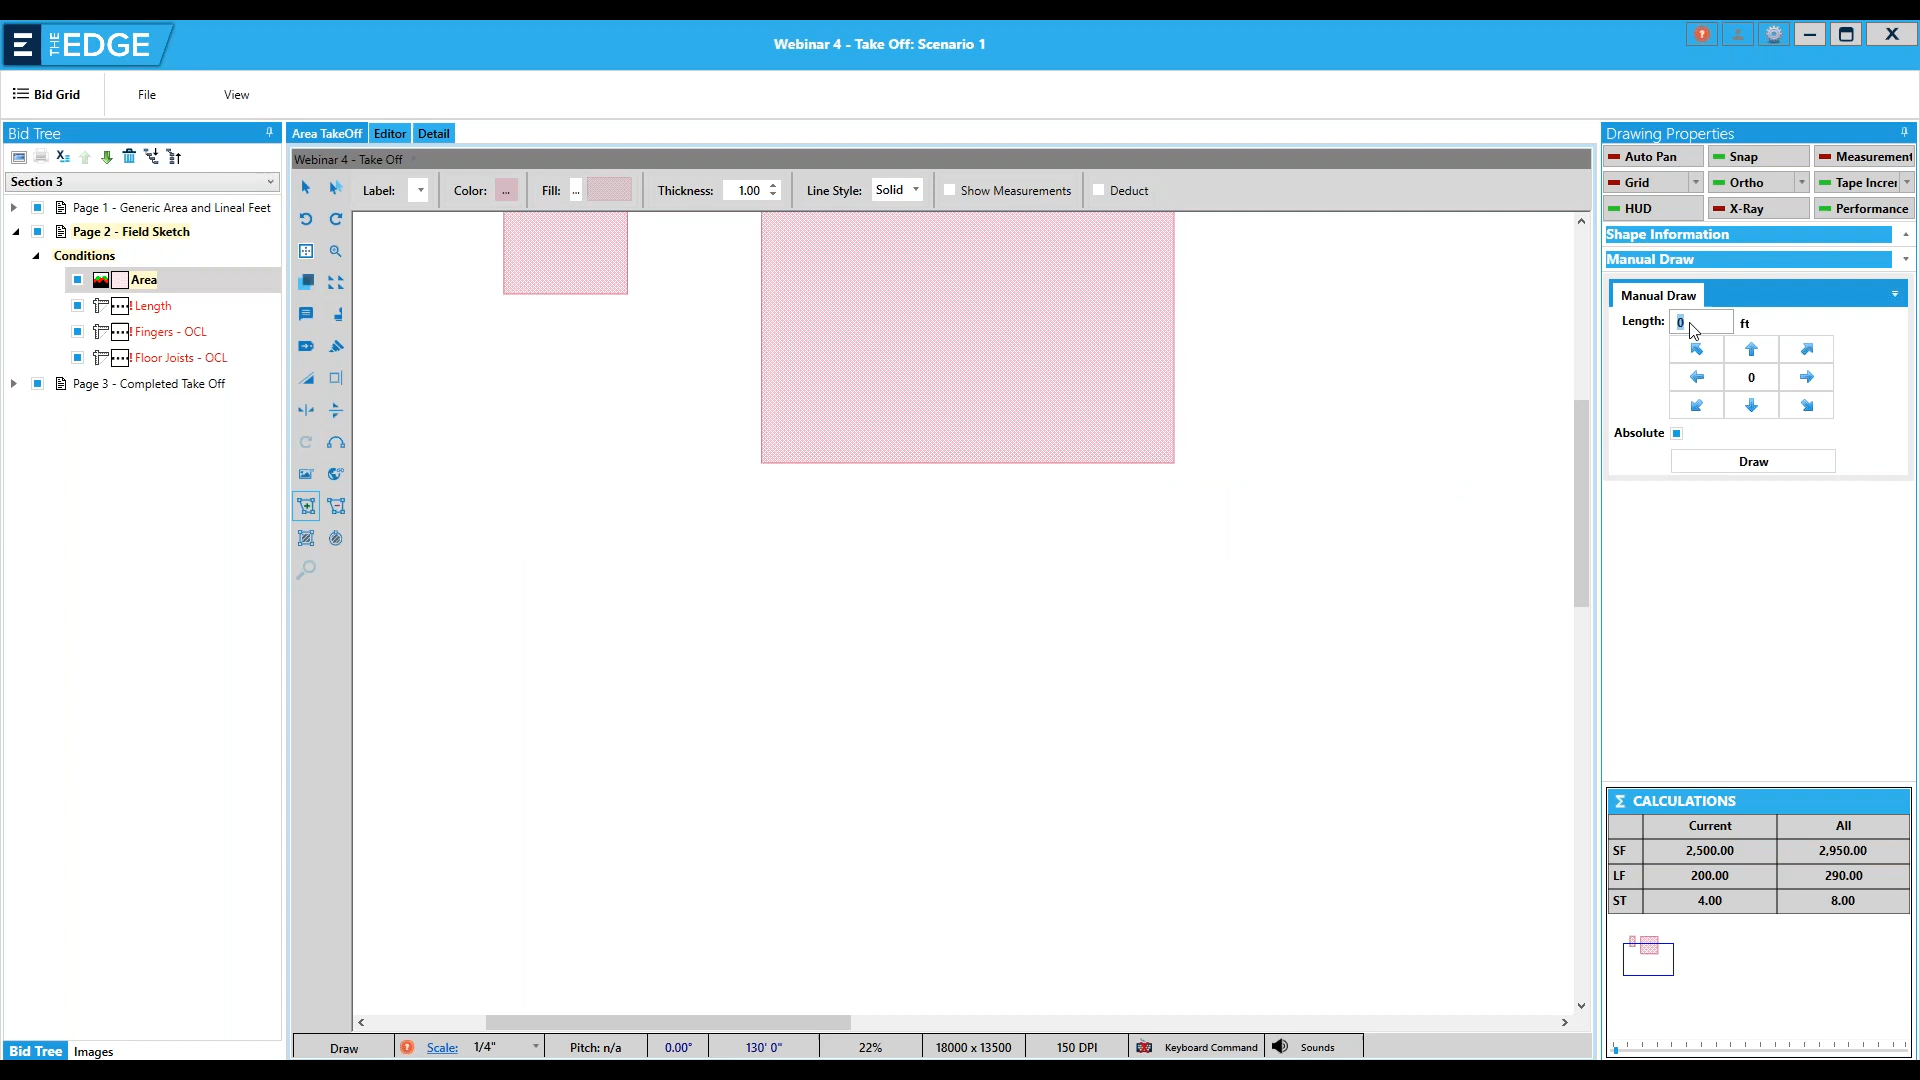 THE EDGE
Webinar 4 - Take Off: Scenario 1
X
Bid Grid File View
Bid Tree
Section 3
Page 1 - Generic Area and Lineal Feet
Page 2 - Field Sketch
Conditions
Area
! Length
! Fingers - OCL
! Floor Joists - OCL
Page 3 - Completed Take Off
Bid Tree Images
Area TakeOff Editor Detail
Webinar 4 - Take Off
Label: Color: ... Fill: ... Thickness: 1.00 Line Style: Solid Show Measurements Deduct
Draw ? Scale: 1/4" Pitch: n/a 0.00° 130' 0" 22% 18000 x 13500 150 DPI Keyboard Command Sounds
Drawing Properties
Auto Pan Snap Measurement
Grid Ortho Tape Increr
HUD X-Ray Performance
Shape Information
Manual Draw
Manual Draw
Length: 0 ft
0
Absolute
Draw
Σ CALCULATIONS
Current All
SF 2,500.00 2,950.00
LF 200.00 290.00
ST 4.00 8.00